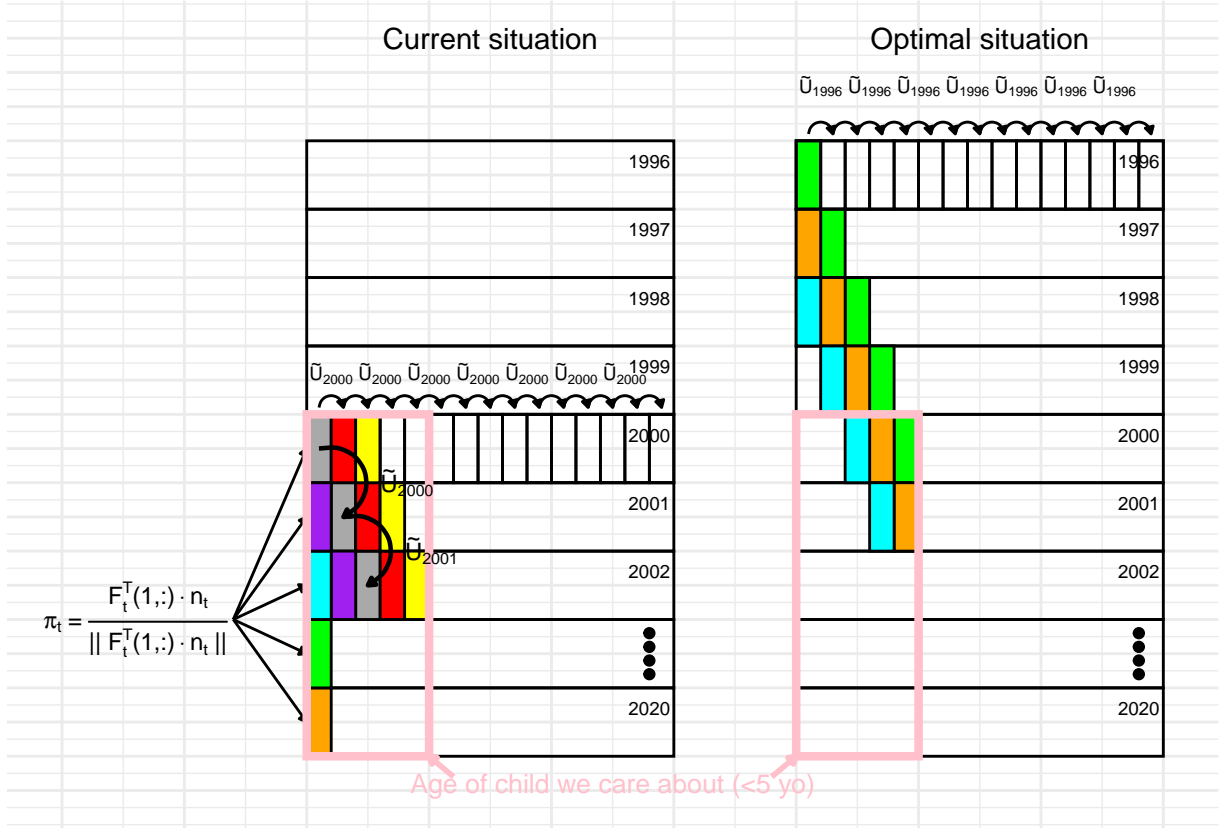 Current situation
Optimal situation
Ũ₁₉₉₆ Ũ₁₉₉₆ Ũ₁₉₉₆ Ũ₁₉₉₆ Ũ₁₉₉₆ Ũ₁₉₉₆ Ũ₁₉₉₆
1996
1997
1998
1999
Ũ₂₀₀₀ Ũ₂₀₀₀ Ũ₂₀₀₀ Ũ₂₀₀₀ Ũ₂₀₀₀ Ũ₂₀₀₀ Ũ₂₀₀₀
2000
Ũ₂₀₀₀
2001
Ũ₂₀₀₁
2002
2020
πₜ = Fₜᵀ(1,:) · nₜ / || Fₜᵀ(1,:) · nₜ ||
1996
1997
1998
1999
2000
2001
2002
2020
Age of child we care about (<5 yo)